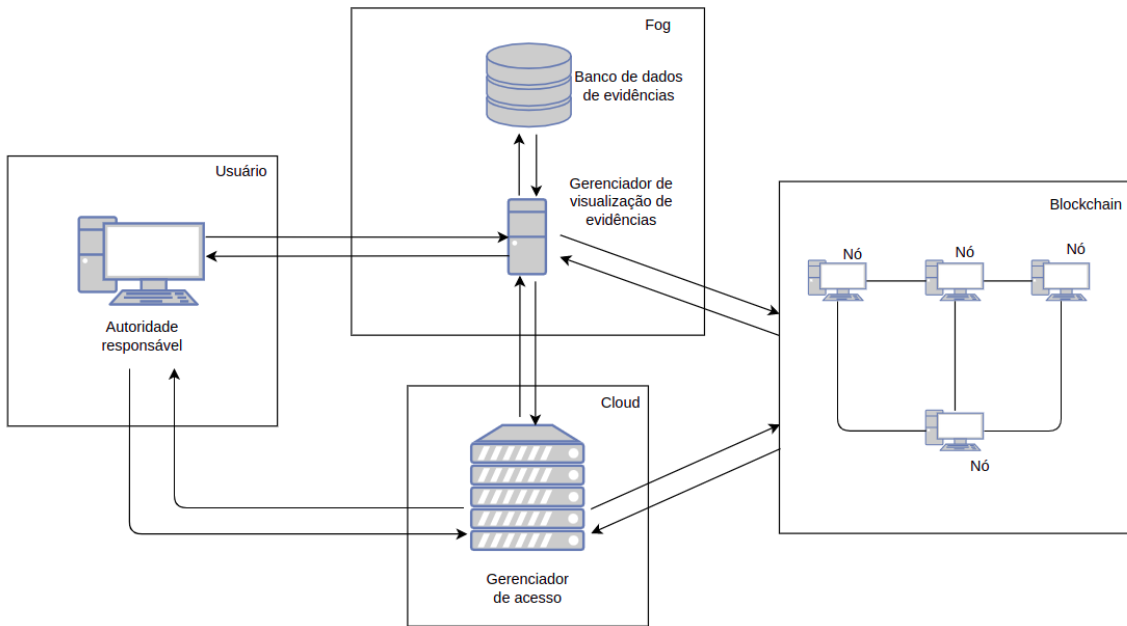 Fog
Banco de dados
de evidências
Usuário
Gerenciador de
visualização de
evidências
Blockchain
Nó
Nó
Nó
Autoridade
responsável
Cloud
Nó
Gerenciador
de acesso